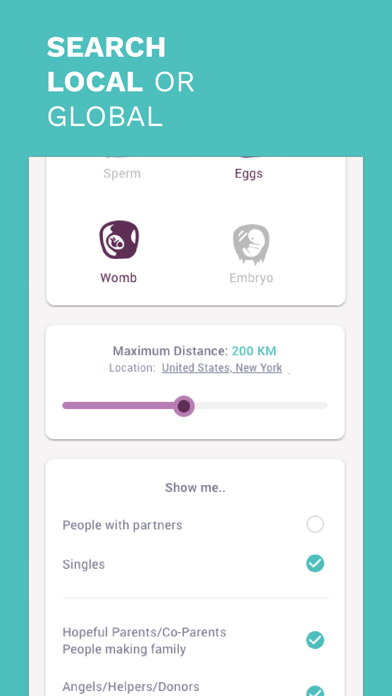 SEARCH
LOCAL OR
GLOBAL
Sperm
Eggs
Womb
Embryo
Maximum Distance: 200 KM
Location: United States, New York
Show me..
People with partners
Singles
Hopeful Parents/Co-Parents
People making family
Angels/Helpers/Donors